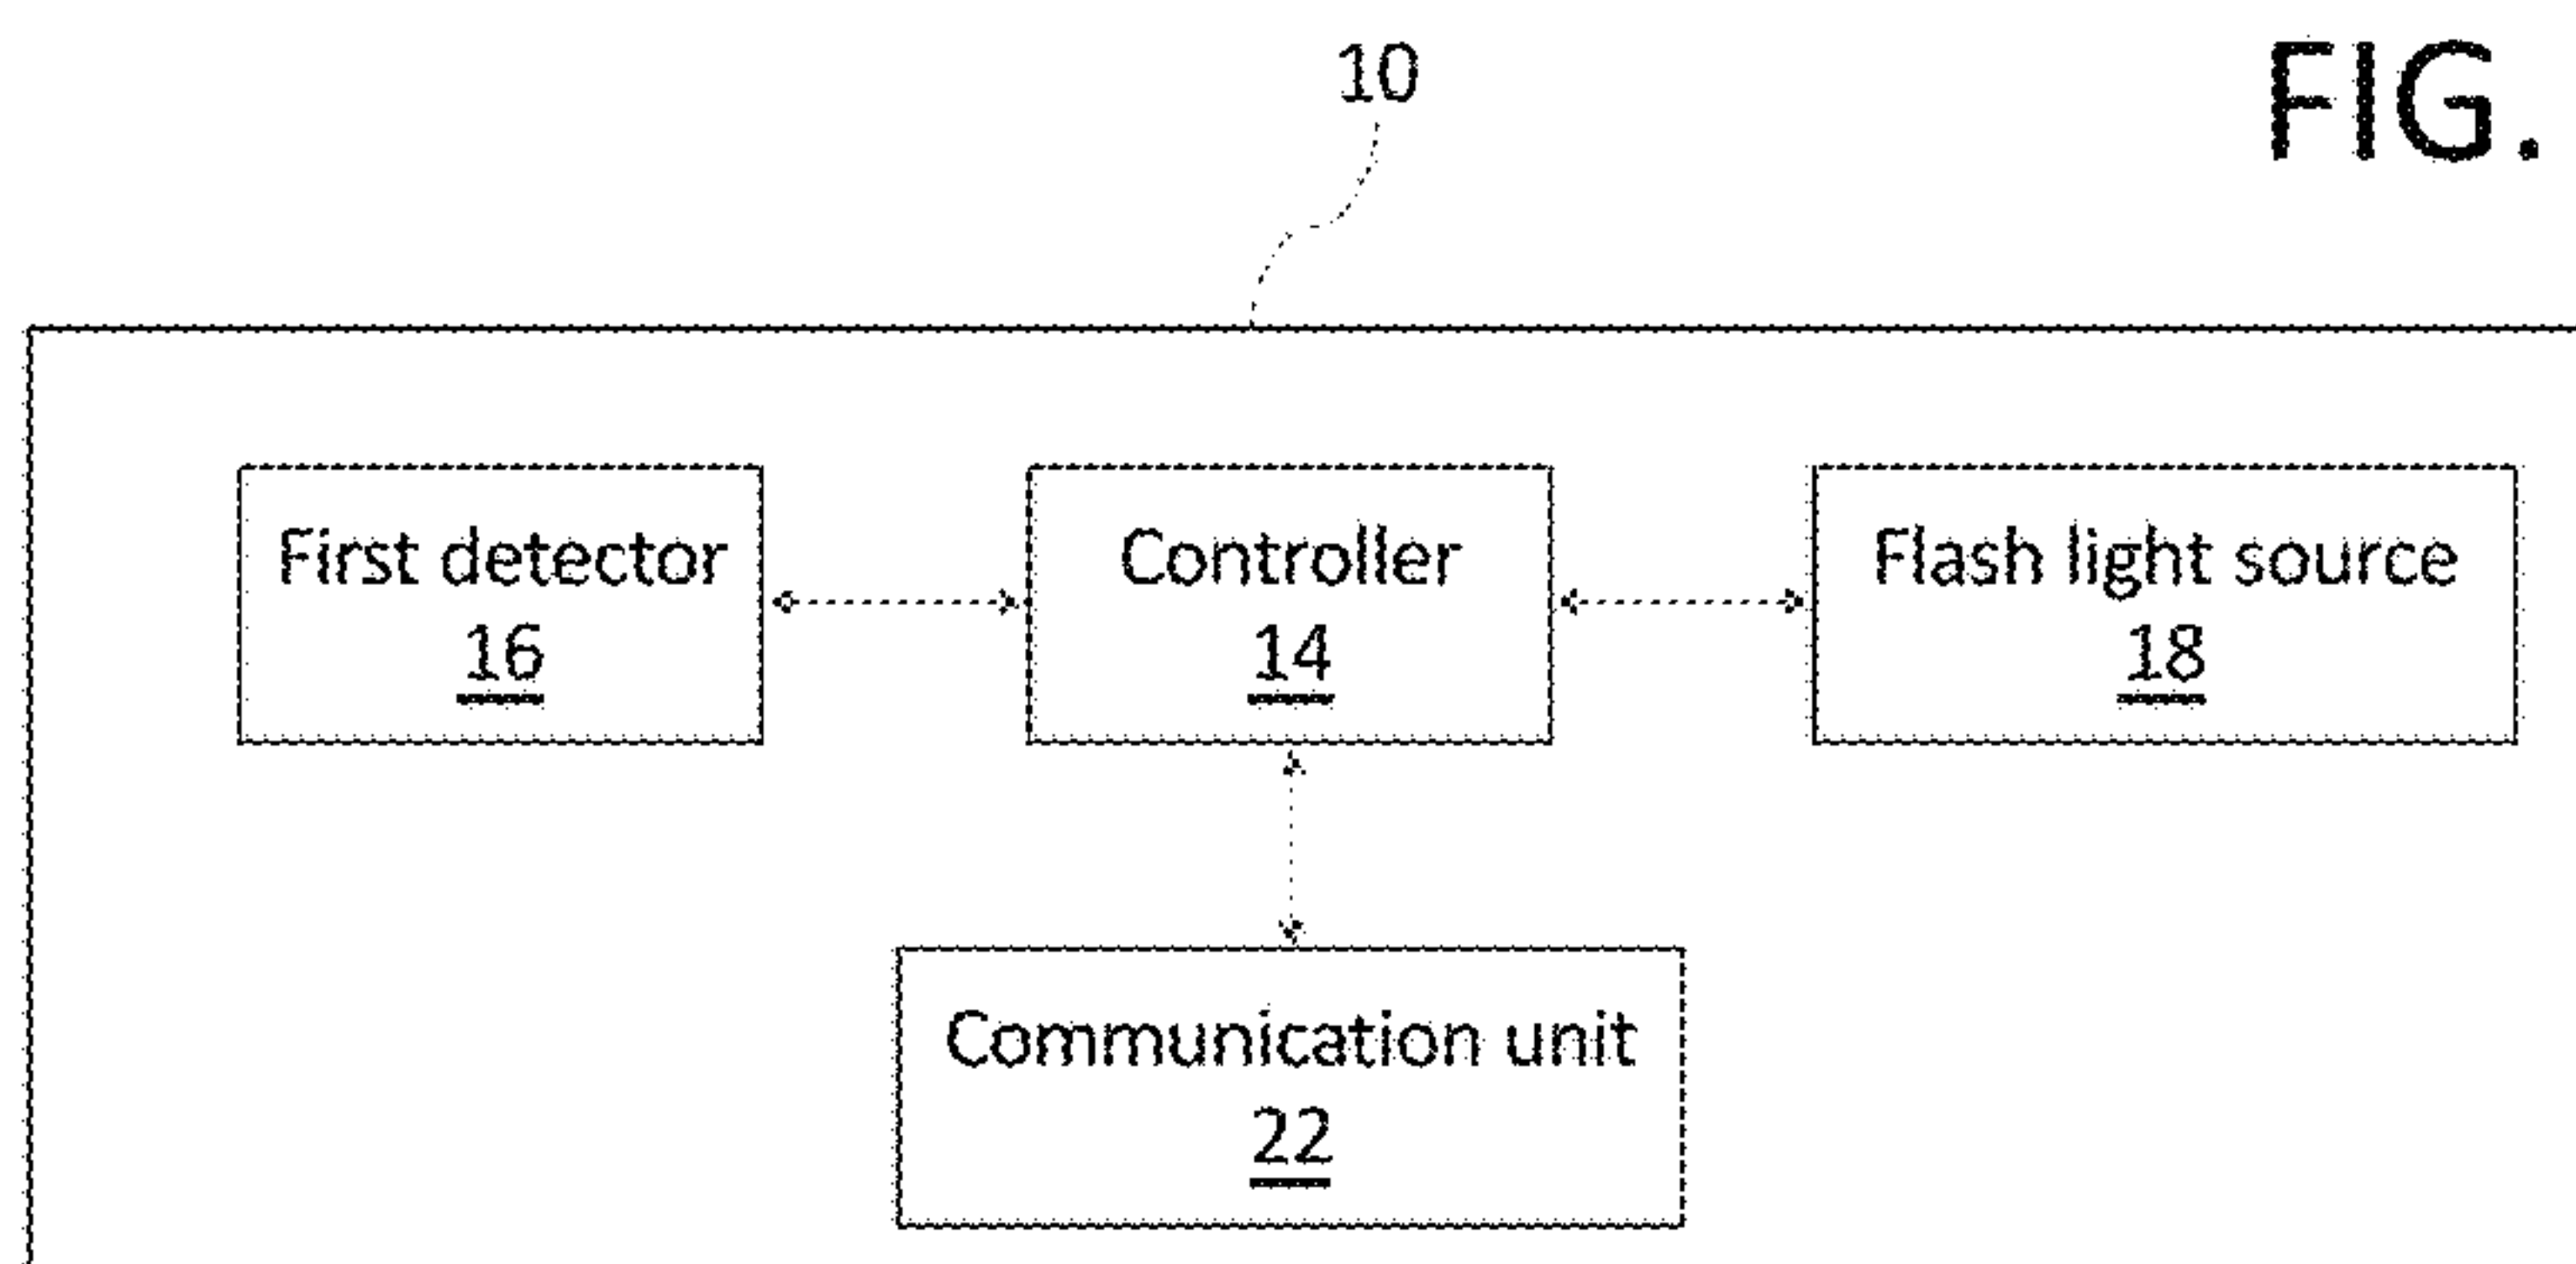 FIG.
10
First detector
16
Controller
14
Flash light source
18
Communication unit
22